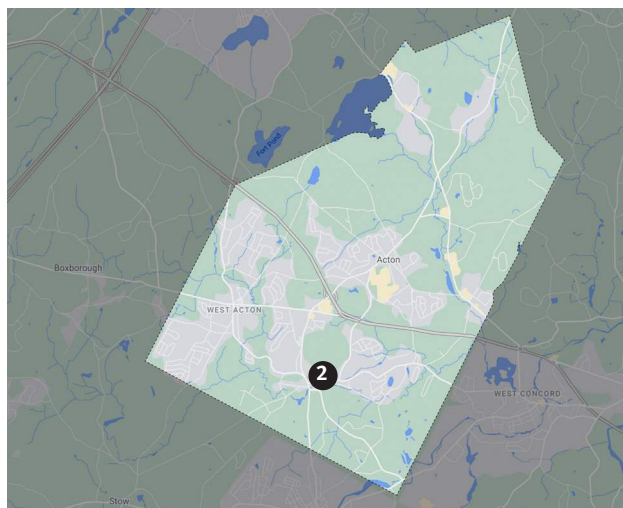 Fort Pond
Boxborough
Acton
WEST ACTON
2
WEST CONCORD
Stow